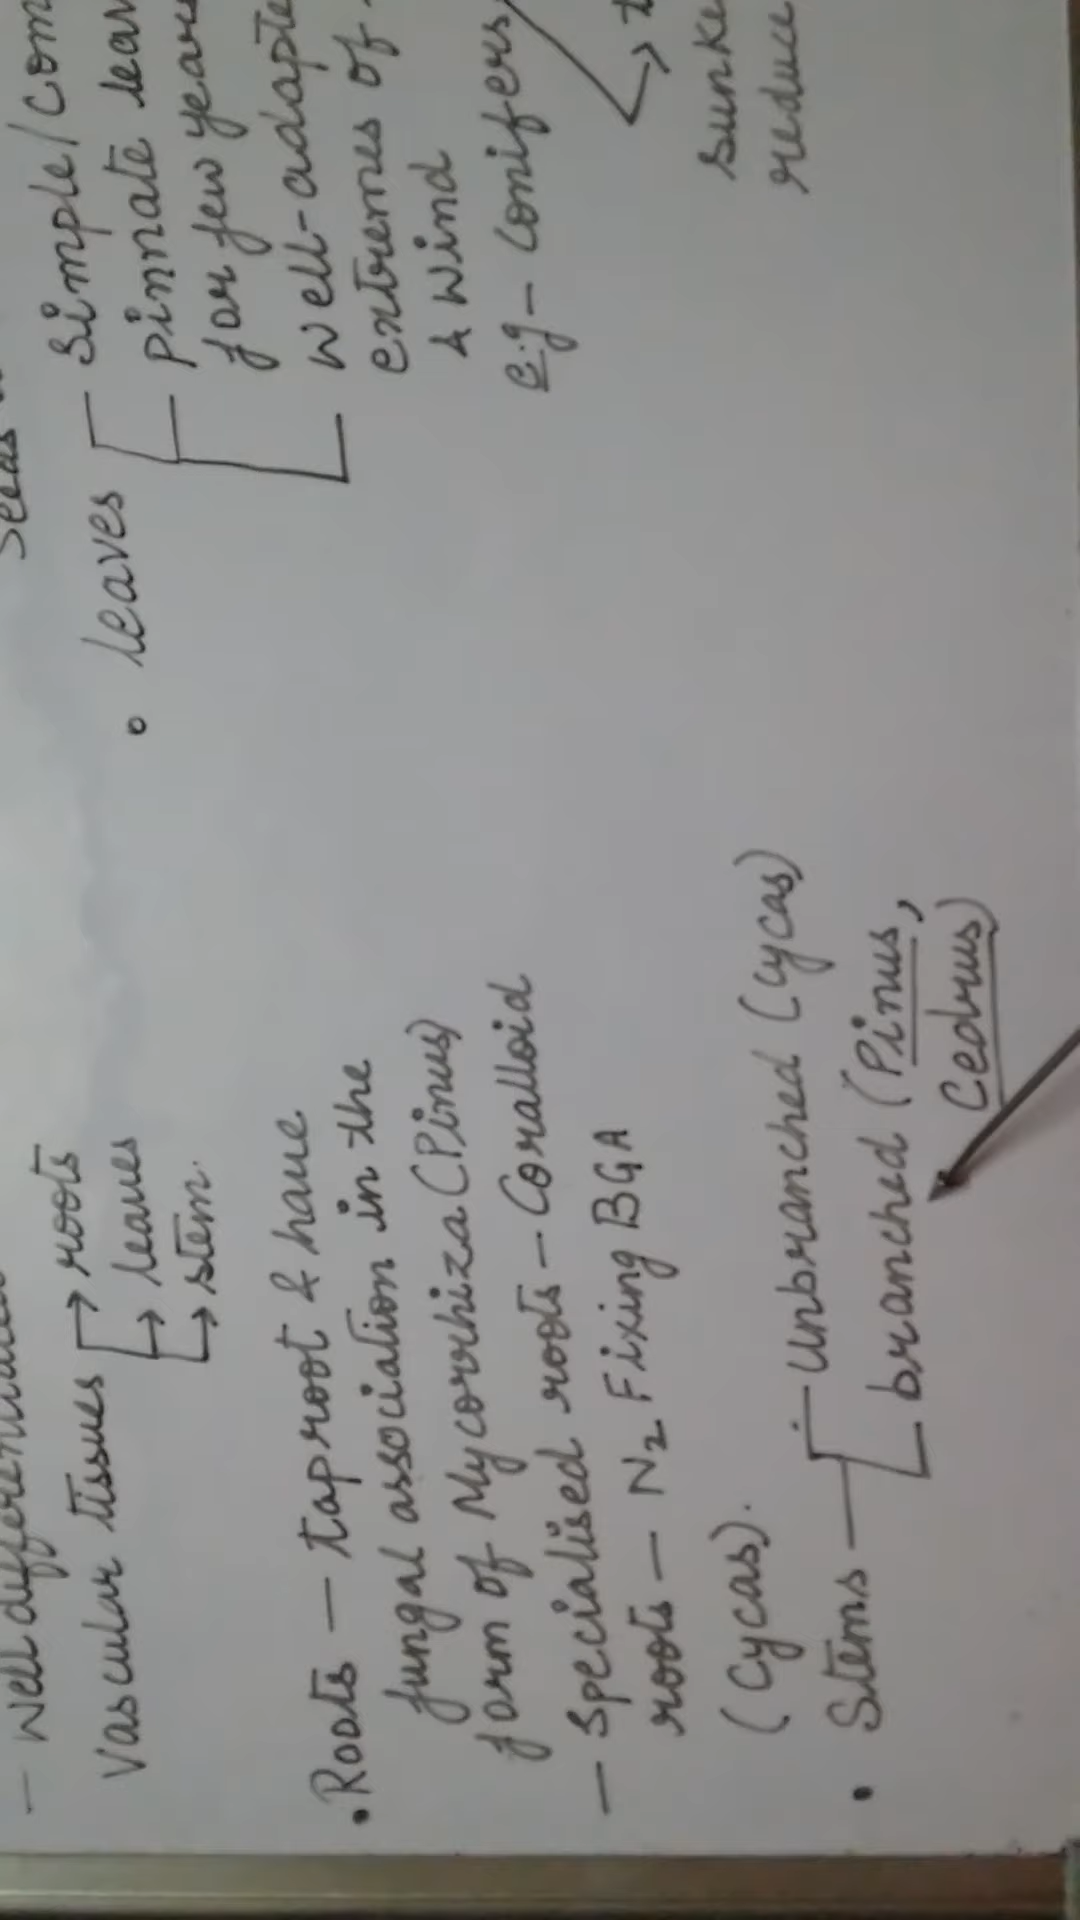 - Well differentiated
Vascular tissues → roots
→ leaves
→ stem.
• Roots - taproot & have
fungal association in the
form of Mycorrhiza (Pinus)
- Specialised roots - Coralloid
roots - N₂ Fixing BGA
(Cycas).
• Stems - Unbranched (Cycas)
branched (Pinus,
Cedrus)
• leaves - Simple/Com
Pinnate
for few
well-adapte
extremes of
& wind
e.g - Conifers
sunke
reduce